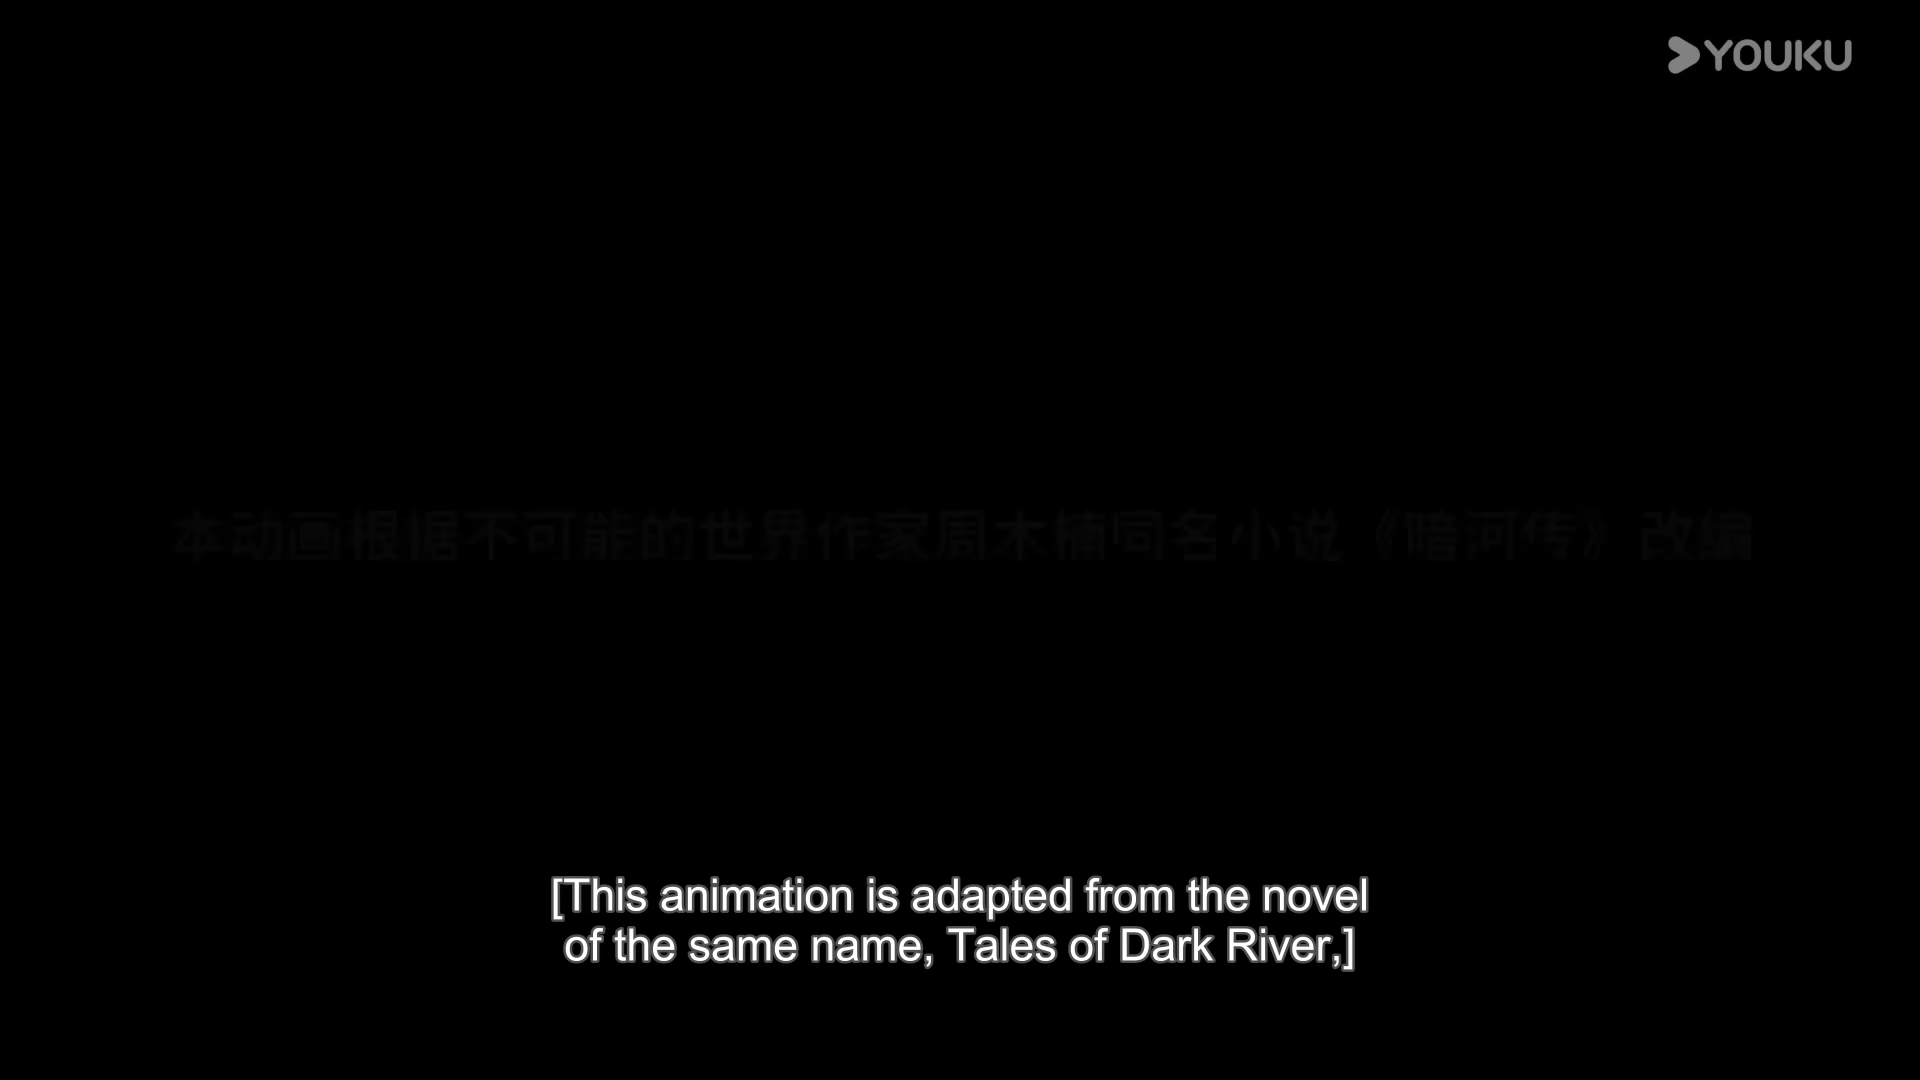 YOUKU
本动画根据不可能的世界作家周木楠同名小说《暗河传》改编
[This animation is adapted from the novel
of the same name, Tales of Dark River,]